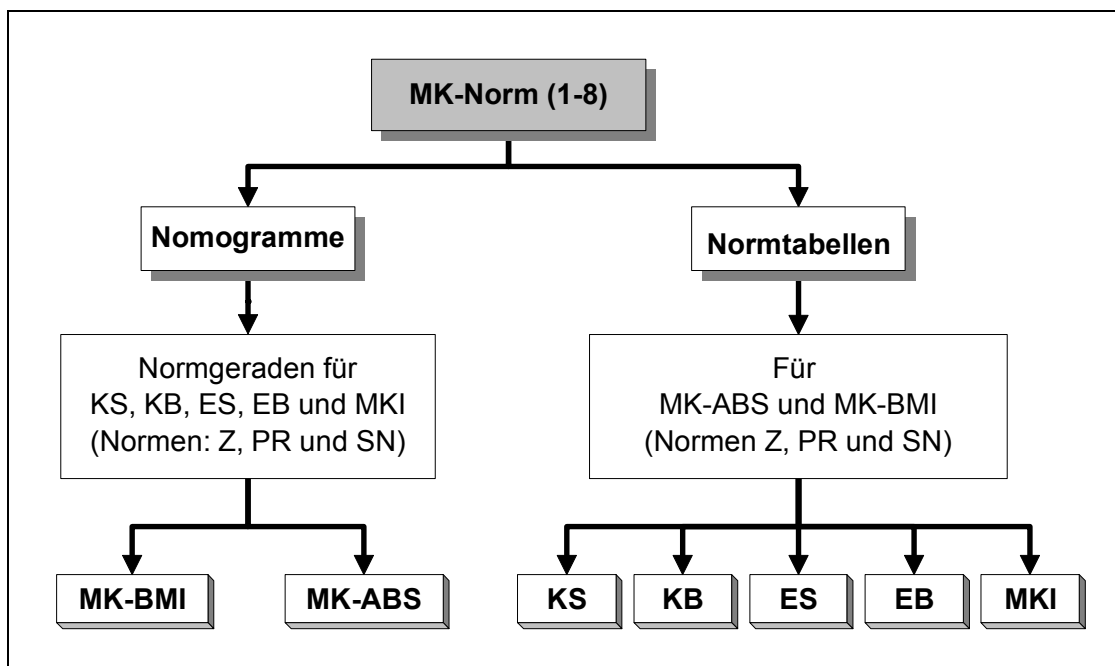 MK-Norm (1-8)
Nomogramme
Normtabellen
Normgeraden für
KS, KB, ES, EB und MKI
(Normen: Z, PR und SN)
Für
MK-ABS und MK-BMI
(Normen Z, PR und SN)
MK-BMI
MK-ABS
KS
KB
ES
EB
MKI